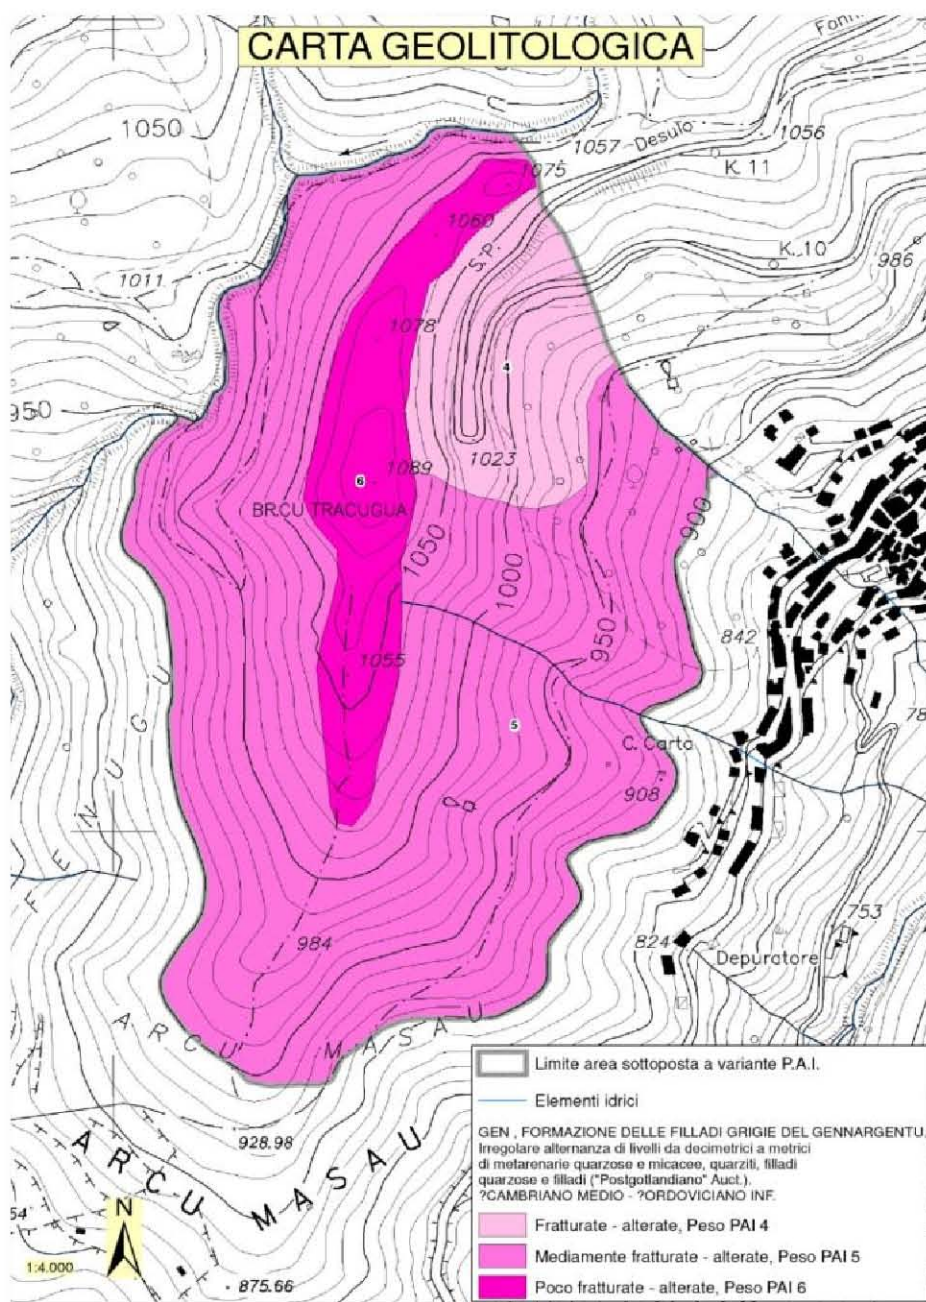 CARTA GEOLITOLOGICA
1050
1057
Desulo
1056
1075
K. 11
1060
S.P.
K. 10
986
1011
1078
4
950
1023
1089
6
BR.CU TRACUGUA
900
1050
1000
950
842
1055
5
C. Carta
908
984
753
824
Depuratore
ARCU MASAU
928.98
ARCU MASAU
875.66
N
1:4.000
Limite area sottoposta a variante P.A.I.
Elementi idrici
GEN , FORMAZIONE DELLE FILLADI GRIGIE DEL GENNARGENTU.
Irregolare alternanza di livelli da decimetrici a metrici
di metarenarie quarzose e micacee, quarziti, filladi
quarzose e filladi ("Postgotlandiano" Auct.).
?CAMBRIANO MEDIO - ?ORDOVICIANO INF.
Fratturate - alterate, Peso PAI 4
Mediamente fratturate - alterate, Peso PAI 5
Poco fratturate - alterate, Peso PAI 6